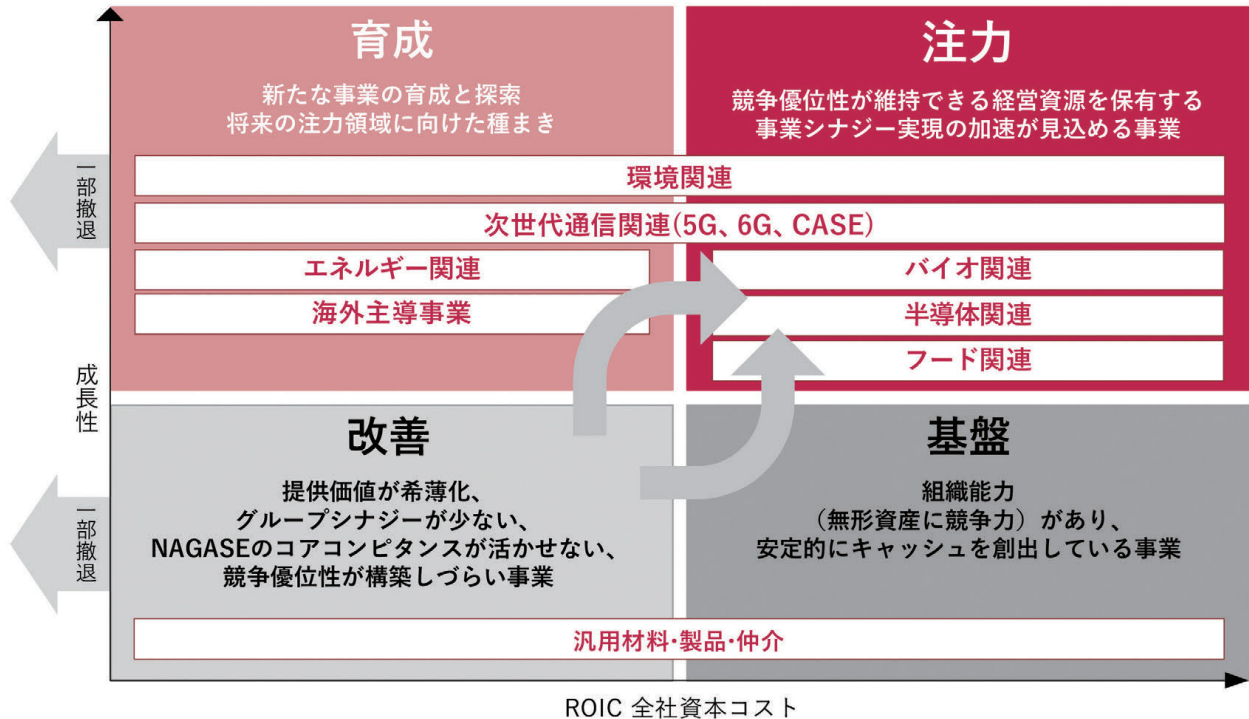 育成
新たな事業の育成と探索
将来の注力領域に向けた種まき
注力
競争優位性が維持できる経営資源を保有する
事業シナジー実現の加速が見込める事業
環境関連
次世代通信関連(5G、6G、CASE)
エネルギー関連
海外主導事業
バイオ関連
半導体関連
フード関連
一部撤退
成長性
改善
提供価値が希薄化、
グループシナジーが少ない、
NAGASEのコアコンピタンスが活かせない、
競争優位性が構築しづらい事業
基盤
組織能力
（無形資産に競争力）があり、
安定的にキャッシュを創出している事業
一部撤退
汎用材料・製品・仲介
ROIC 全社資本コスト